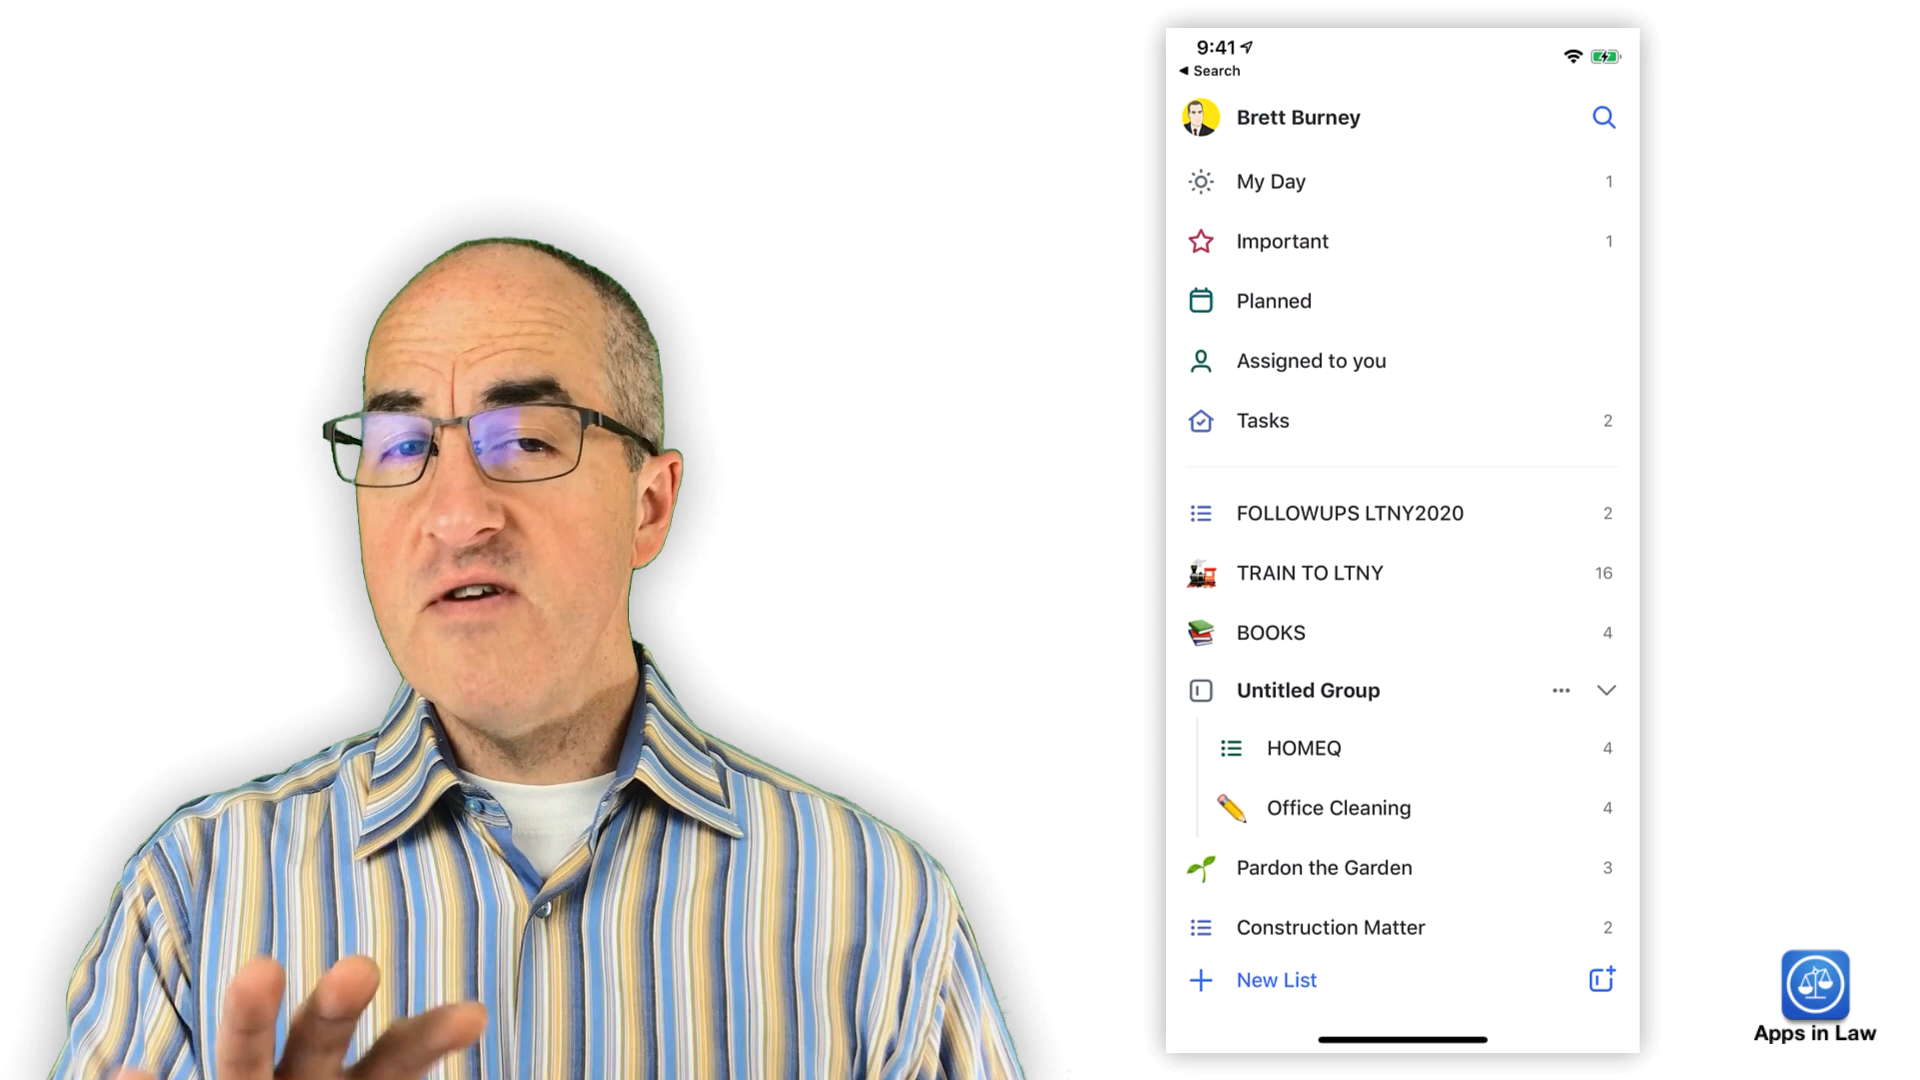 9:41
Search
Brett Burney
My Day 1
Important 1
Planned
Assigned to you
Tasks 2
FOLLOWUPS LTNY2020 2
TRAIN TO LTNY 16
BOOKS 4
Untitled Group
HOMEQ 4
Office Cleaning 4
Pardon the Garden 3
Construction Matter 2
New List
Apps in Law